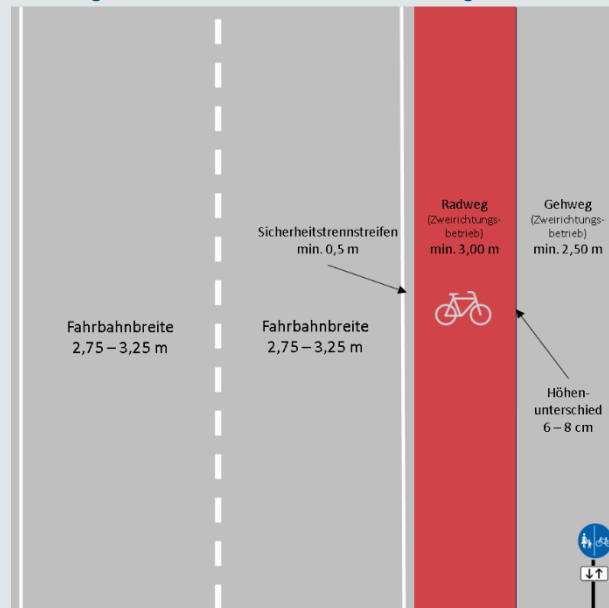 Radweg
(Zweirichtungs-
betrieb)
min. 3,00 m
Gehweg
(Zweirichtungs-
betrieb)
min. 2,50 m
Sicherheitstrennstreifen
min. 0,5 m
Fahrbahnbreite
2,75 – 3,25 m
Fahrbahnbreite
2,75 – 3,25 m
Höhen-
unterschied
6 – 8 cm